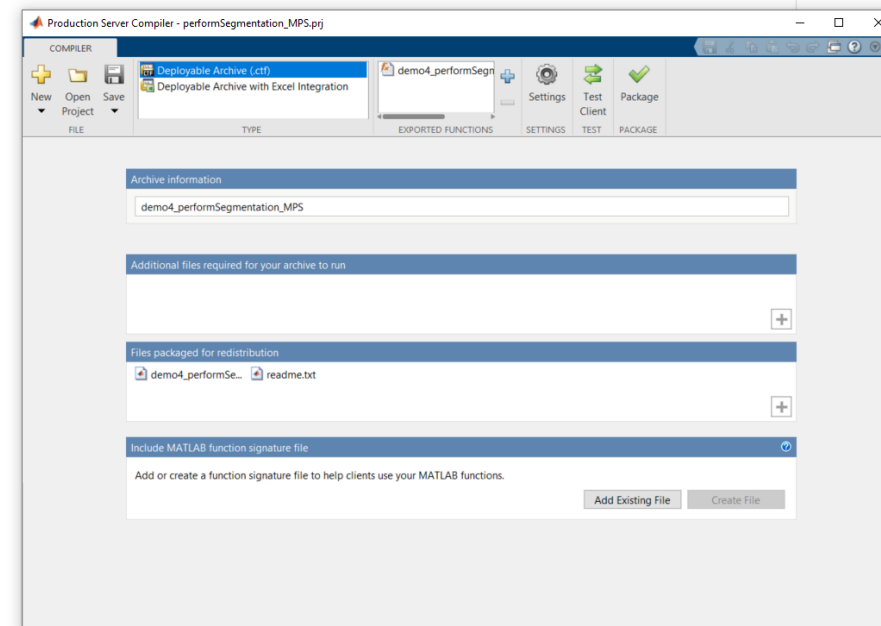 Production Server Compiler - performSegmentation_MPS.prj
COMPILER
New
Open Project
Save
FILE
Deployable Archive (.ctf)
Deployable Archive with Excel Integration
TYPE
demo4_performSegn
EXPORTED FUNCTIONS
Settings
SETTINGS
Test Client
TEST
Package
PACKAGE
Archive information
demo4_performSegmentation_MPS
Additional files required for your archive to run
Files packaged for redistribution
demo4_performSe... readme.txt
Include MATLAB function signature file
Add or create a function signature file to help clients use your MATLAB functions.
Add Existing File Create File